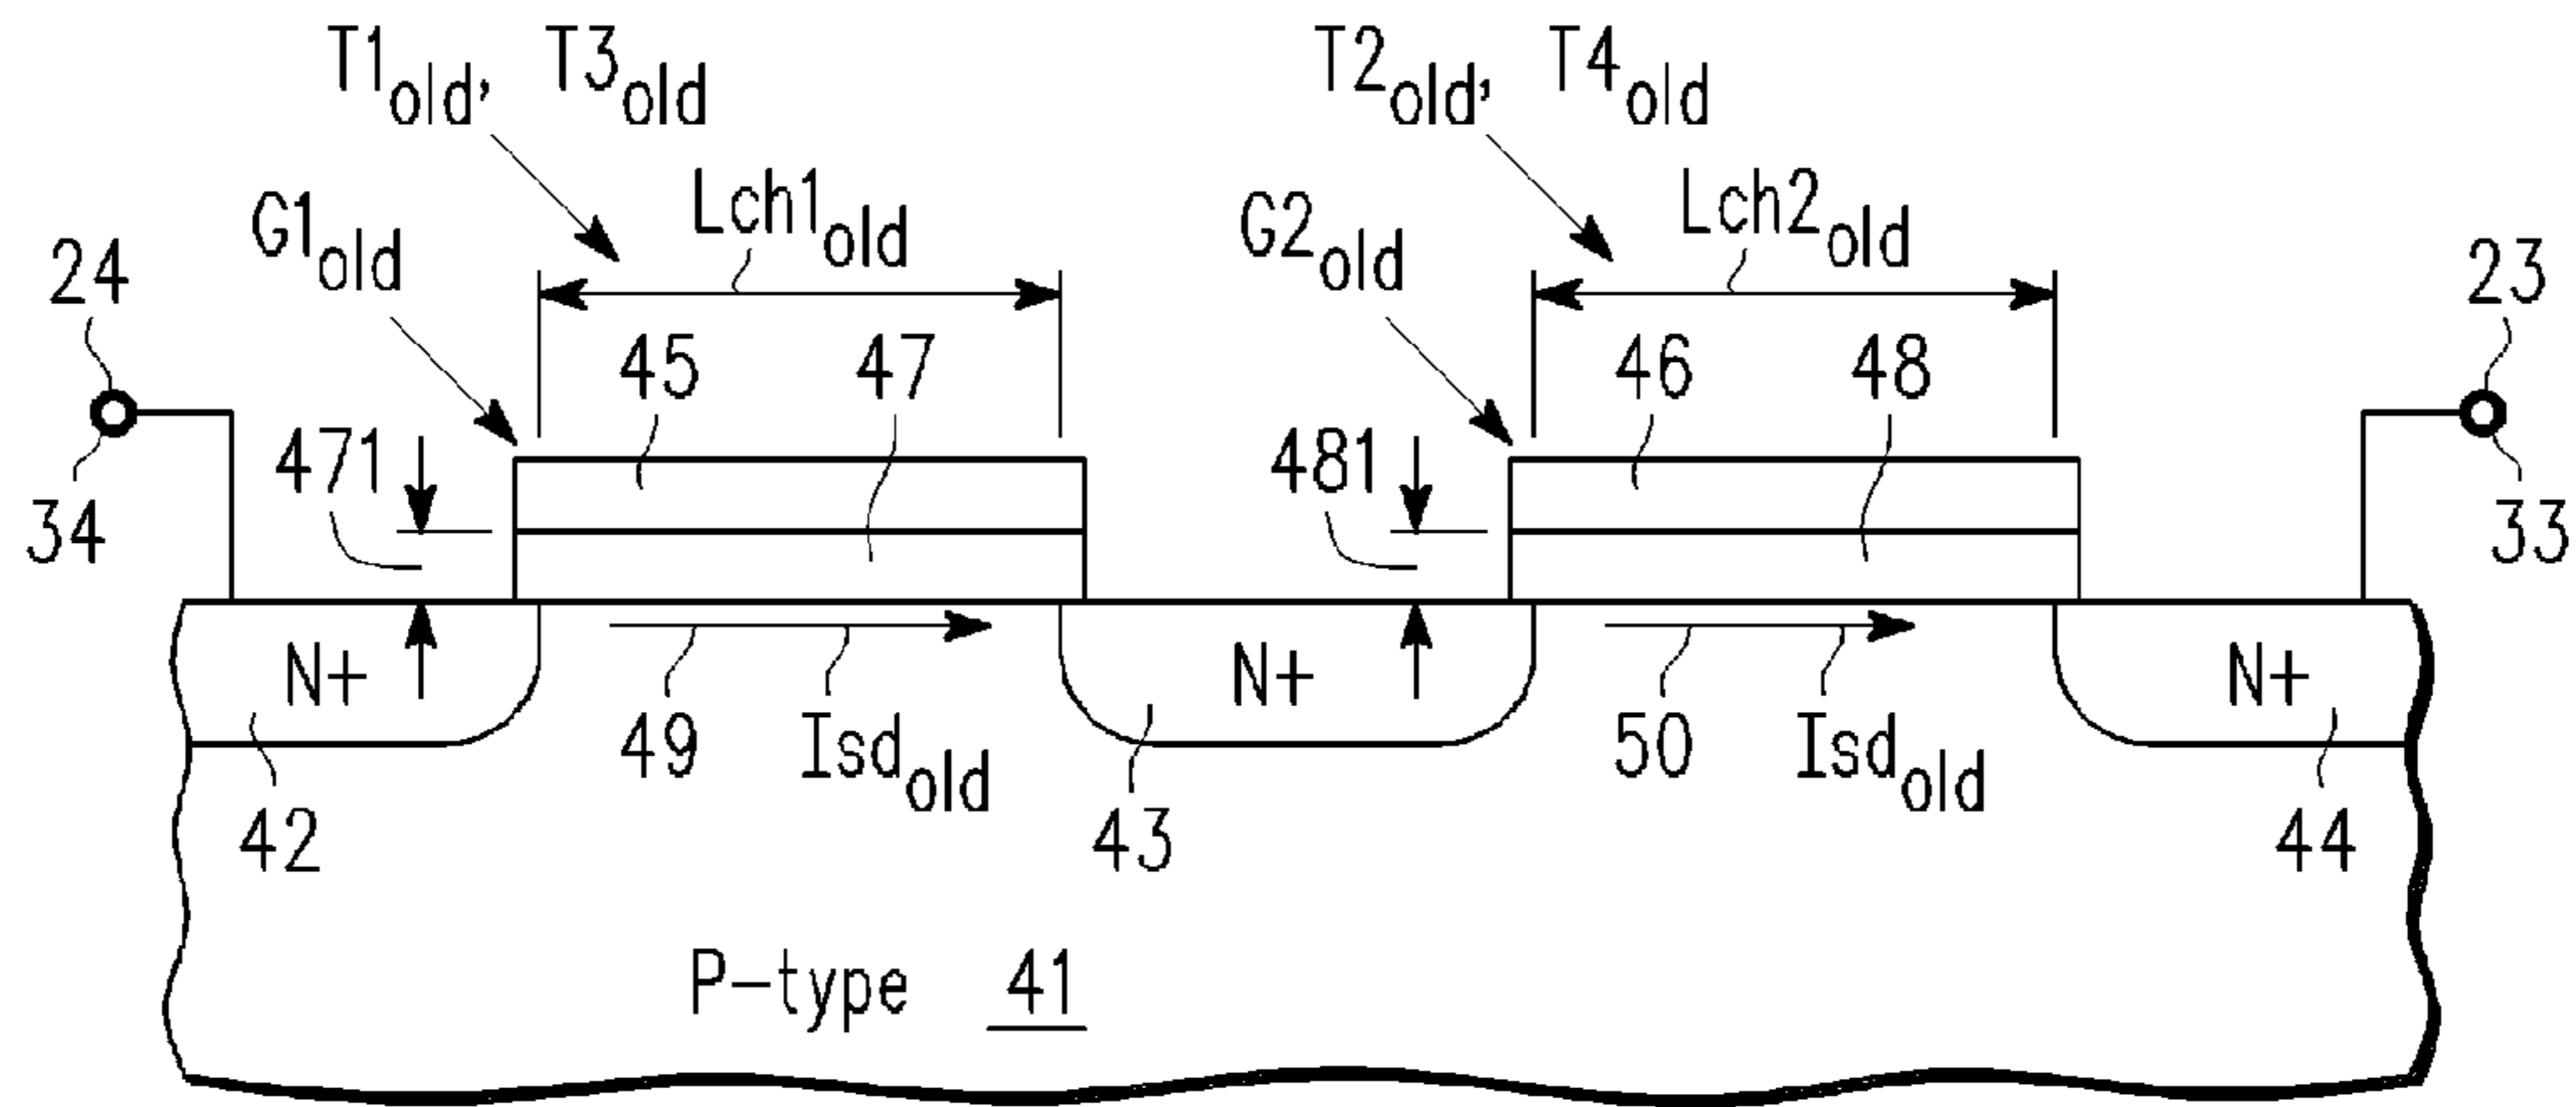 T1old, T3old
T2old, T4old
G1old
Lch1old
G2old
Lch2old
24
23
45
47
46
48
471
481
34
33
N+
N+
N+
49
Isdold
50
Isdold
42
43
44
P-type 41